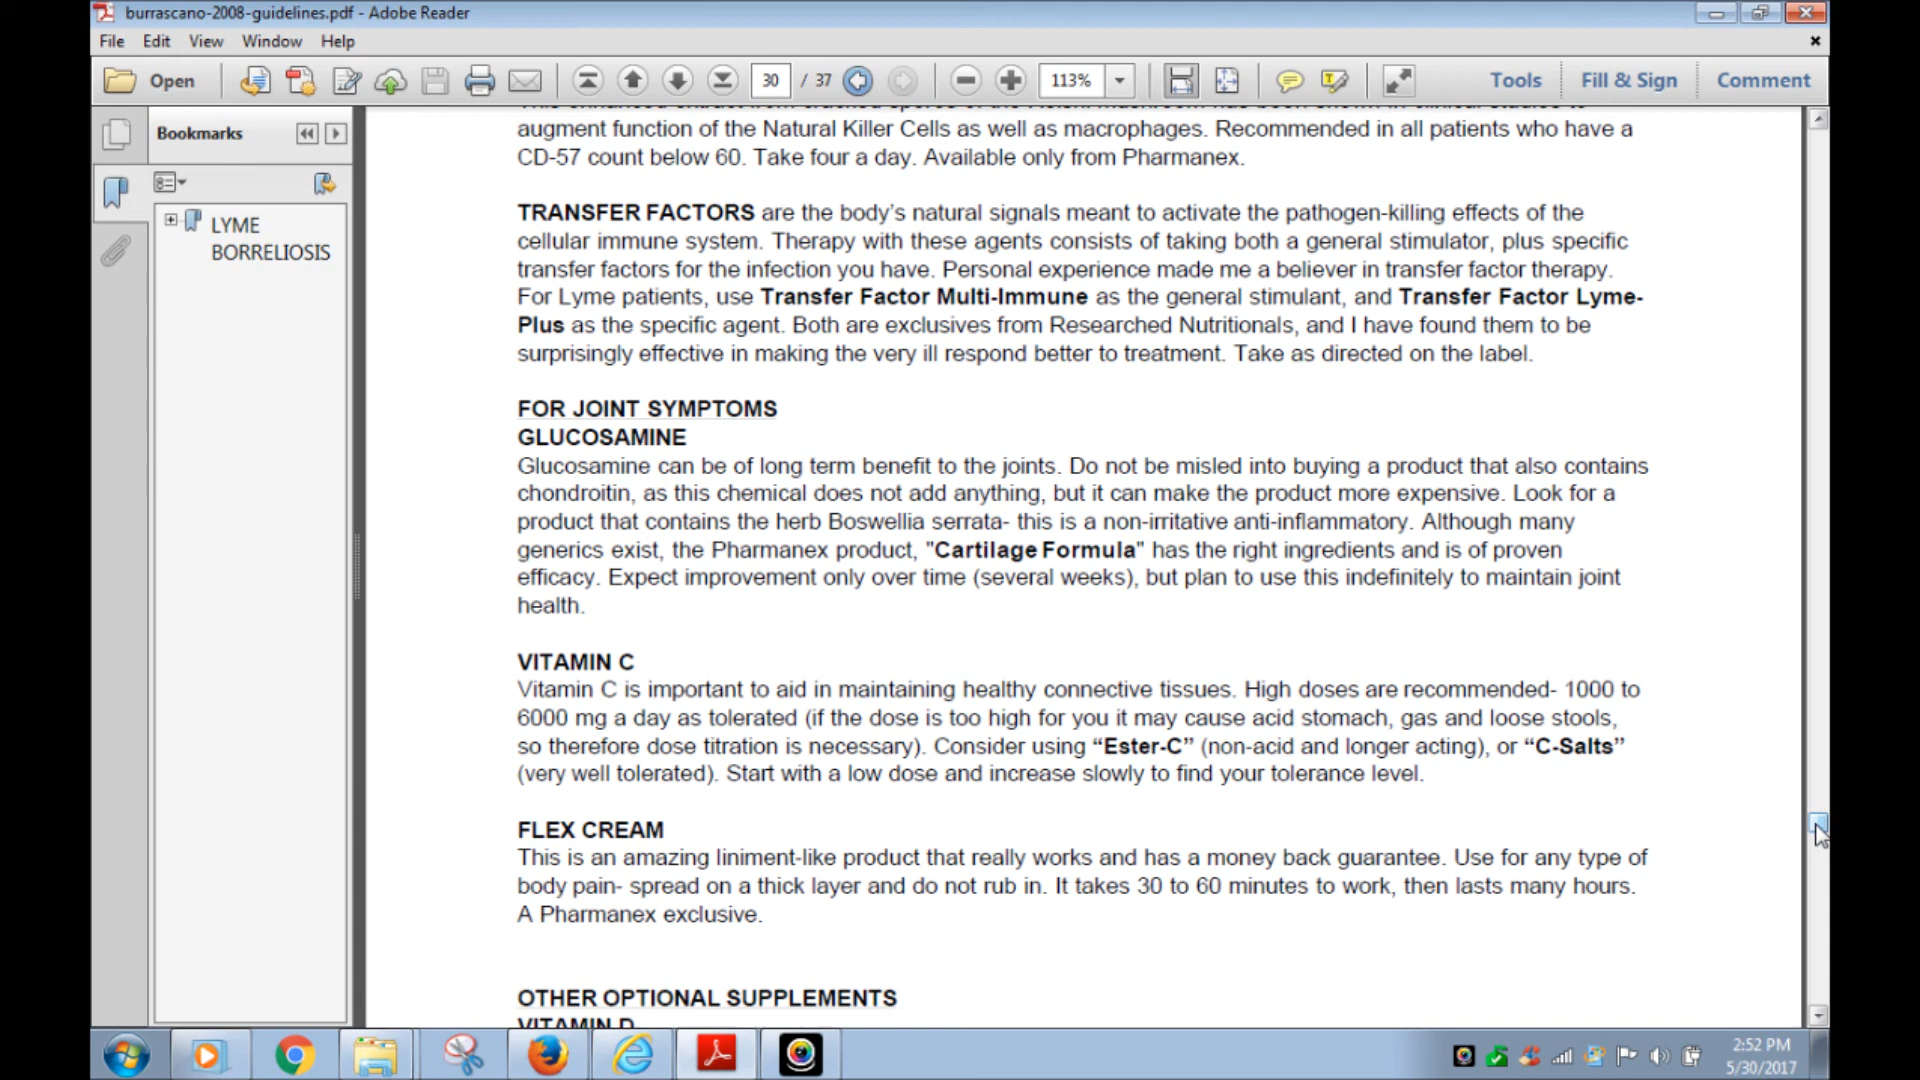 burrascano-2008-guidelines.pdf - Adobe Reader
File Edit View Window Help
Open 30 / 37 113% Tools Fill & Sign Comment
Bookmarks
LYME
BORRELIOSIS
augment function of the Natural Killer Cells as well as macrophages. Recommended in all patients who have a
CD-57 count below 60. Take four a day. Available only from Pharmanex.
TRANSFER FACTORS are the body's natural signals meant to activate the pathogen-killing effects of the
cellular immune system. Therapy with these agents consists of taking both a general stimulator, plus specific
transfer factors for the infection you have. Personal experience made me a believer in transfer factor therapy.
For Lyme patients, use Transfer Factor Multi-Immune as the general stimulant, and Transfer Factor Lyme-
Plus as the specific agent. Both are exclusives from Researched Nutritionals, and I have found them to be
surprisingly effective in making the very ill respond better to treatment. Take as directed on the label.
FOR JOINT SYMPTOMS
GLUCOSAMINE
Glucosamine can be of long term benefit to the joints. Do not be misled into buying a product that also contains
chondroitin, as this chemical does not add anything, but it can make the product more expensive. Look for a
product that contains the herb Boswellia serrata- this is a non-irritative anti-inflammatory. Although many
generics exist, the Pharmanex product, "Cartilage Formula" has the right ingredients and is of proven
efficacy. Expect improvement only over time (several weeks), but plan to use this indefinitely to maintain joint
health.
VITAMIN C
Vitamin C is important to aid in maintaining healthy connective tissues. High doses are recommended- 1000 to
6000 mg a day as tolerated (if the dose is too high for you it may cause acid stomach, gas and loose stools,
so therefore dose titration is necessary). Consider using “Ester-C” (non-acid and longer acting), or “C-Salts”
(very well tolerated). Start with a low dose and increase slowly to find your tolerance level.
FLEX CREAM
This is an amazing liniment-like product that really works and has a money back guarantee. Use for any type of
body pain- spread on a thick layer and do not rub in. It takes 30 to 60 minutes to work, then lasts many hours.
A Pharmanex exclusive.
OTHER OPTIONAL SUPPLEMENTS
VITAMIN D
2:52 PM
5/30/2017